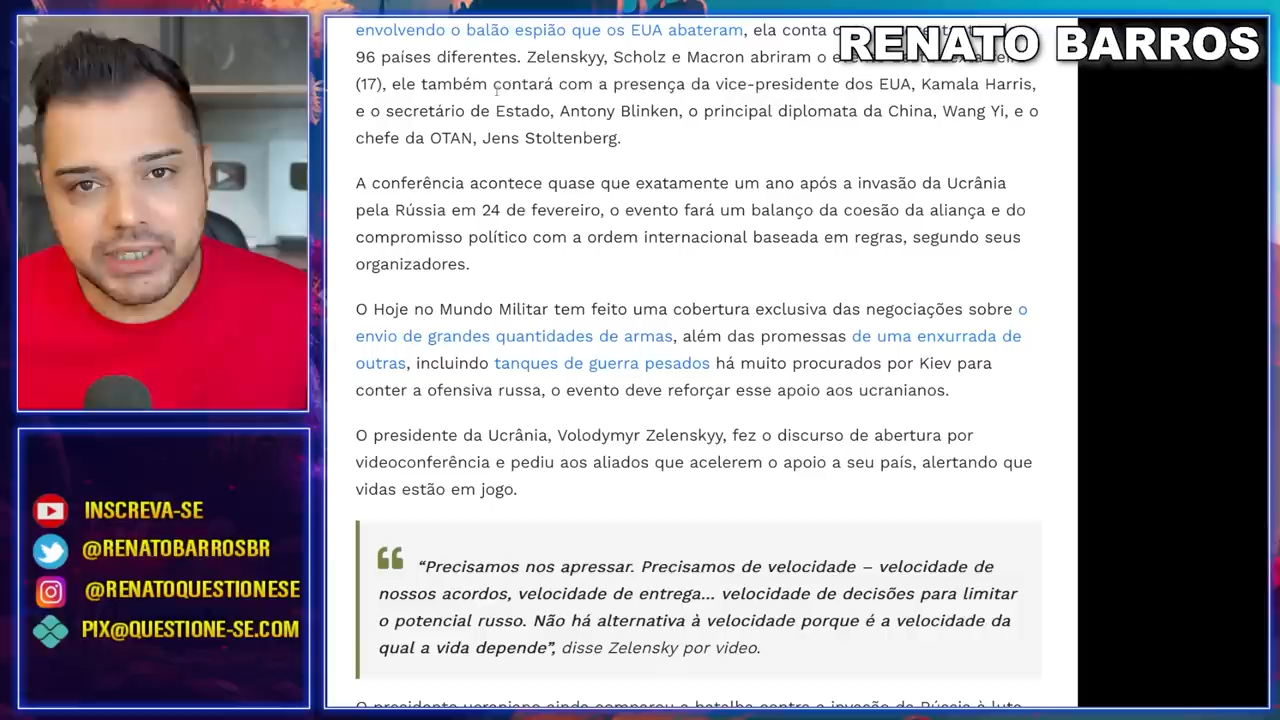 RENATO BARROS
envolvendo o balão espião que os EUA abateram, ela conta
96 países diferentes. Zelenskyy, Scholz e Macron abriram o
(17), ele também contará com a presença da vice-presidente dos EUA, Kamala Harris,
e o secretário de Estado, Antony Blinken, o principal diplomata da China, Wang Yi, e o
chefe da OTAN, Jens Stoltenberg.
A conferência acontece quase que exatamente um ano após a invasão da Ucrânia
pela Rússia em 24 de fevereiro, o evento fará um balanço da coesão da aliança e do
compromisso político com a ordem internacional baseada em regras, segundo seus
organizadores.
O Hoje no Mundo Militar tem feito uma cobertura exclusiva das negociações sobre o
envio de grandes quantidades de armas, além das promessas de uma enxurrada de
outras, incluindo tanques de guerra pesados há muito procurados por Kiev para
conter a ofensiva russa, o evento deve reforçar esse apoio aos ucranianos.
O presidente da Ucrânia, Volodymyr Zelenskyy, fez o discurso de abertura por
videoconferência e pediu aos aliados que acelerem o apoio a seu país, alertando que
vidas estão em jogo.
“Precisamos nos apressar. Precisamos de velocidade – velocidade de
nossos acordos, velocidade de entrega... velocidade de decisões para limitar
o potencial russo. Não há alternativa à velocidade porque é a velocidade da
qual a vida depende”, disse Zelensky por video.
O presidente ucraniano ainda comparou a batalha contra a invasão da Rússia à luta
INSCREVA-SE
@RENATOBARROSBR
@RENATOQUESTIONESE
PIX@QUESTIONE-SE.COM